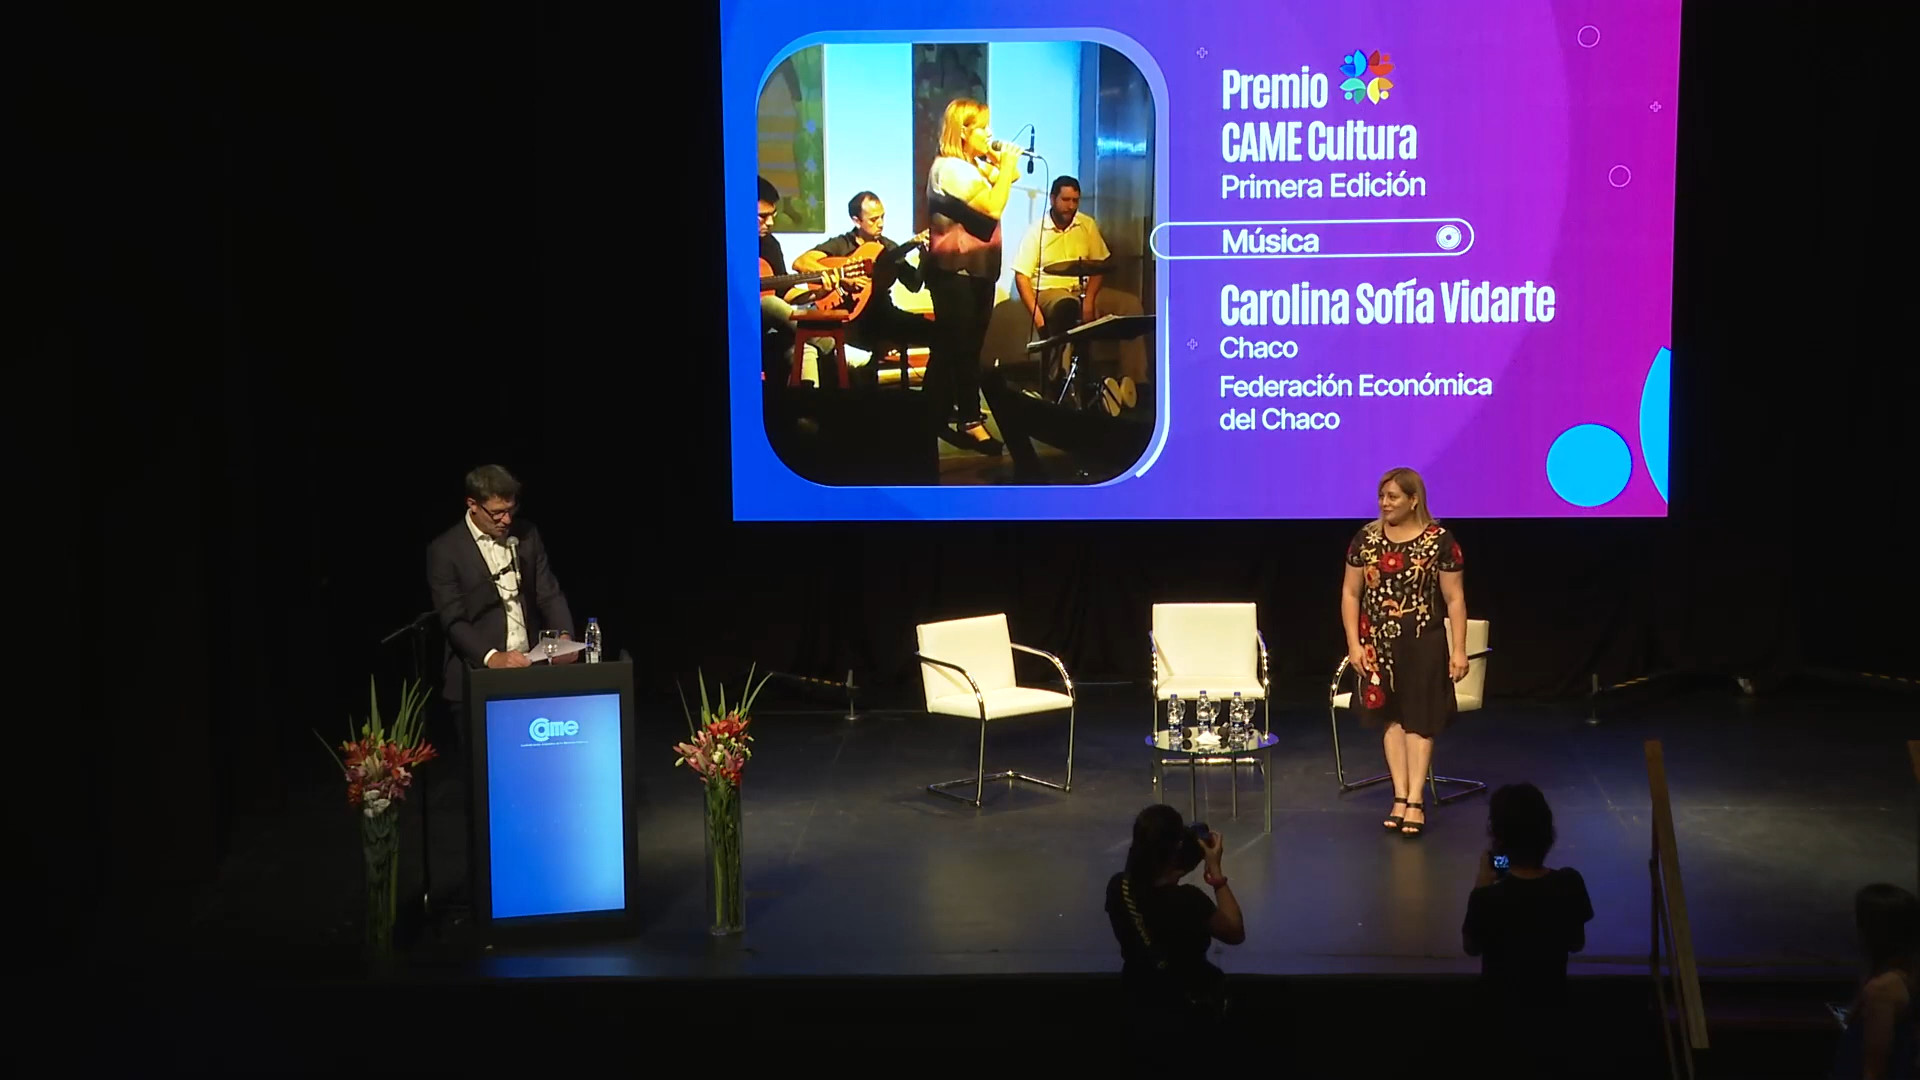 Premio
CAME Cultura
Primera Edición
Música
Carolina Sofía Vidarte
Chaco
Federación Económica
del Chaco
came